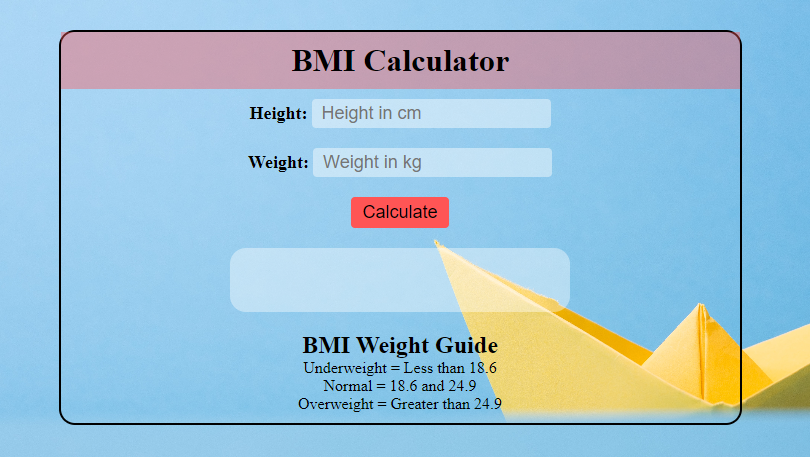 BMI Calculator
Height: Height in cm
Weight: Weight in kg
Calculate
BMI Weight Guide
Underweight = Less than 18.6
Normal = 18.6 and 24.9
Overweight = Greater than 24.9